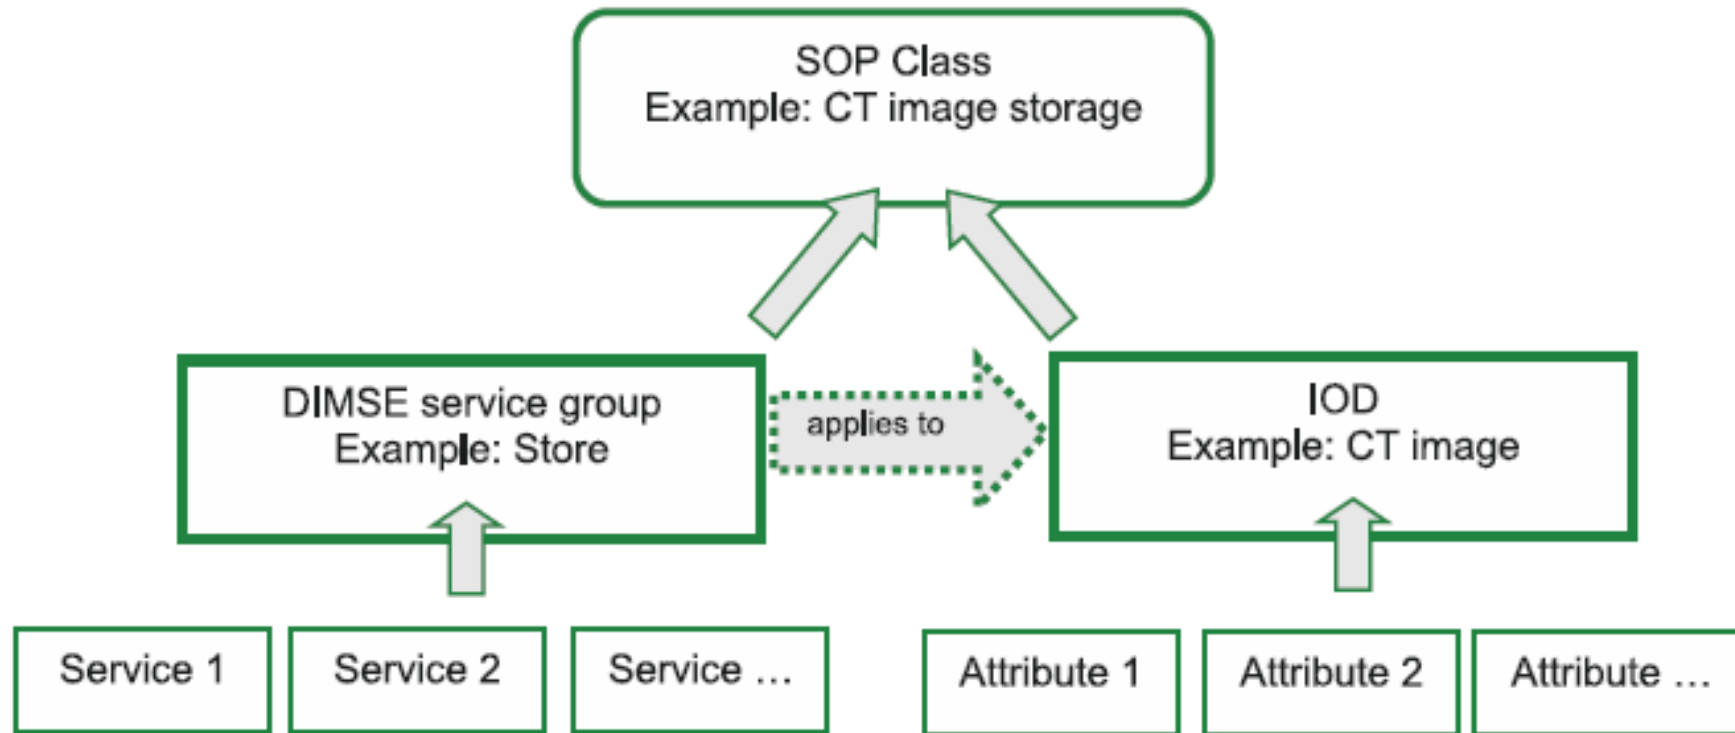 SOP Class
Example: CT image storage
DIMSE service group
Example: Store
applies to
IOD
Example: CT image
Service 1
Service 2
Service ...
Attribute 1
Attribute 2
Attribute ...